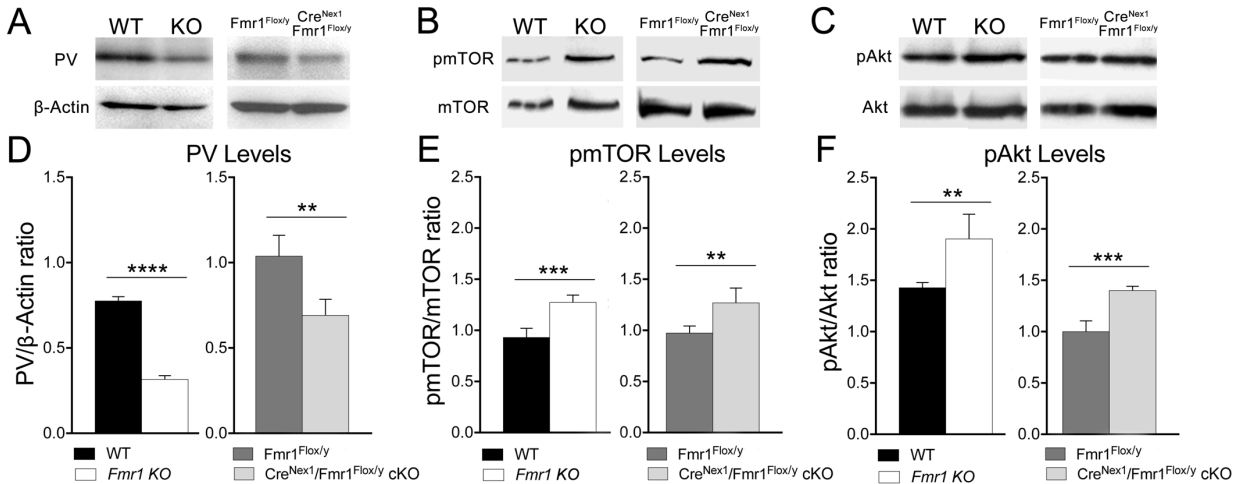 A
WT KO
Fmr1Flox/y CreNex1
Fmr1Flox/y
PV
β-Actin
B
WT KO
Fmr1Flox/y CreNex1
Fmr1Flox/y
pmTOR
mTOR
C
WT KO
Fmr1Flox/y CreNex1
Fmr1Flox/y
pAkt
Akt
D
PV Levels
PV/β-Actin ratio
1.5
1.0
0.5
0.0
****
1.5
1.0
0.5
0.0
**
WT
Fmr1 KO
Fmr1Flox/y
CreNex1/Fmr1Flox/y cKO
E
pmTOR Levels
pmTOR/mTOR ratio
2.5
2.0
1.5
1.0
0.5
0.0
***
2.5
2.0
1.5
1.0
0.5
0.0
**
WT
Fmr1 KO
Fmr1Flox/y
CreNex1/Fmr1Flox/y cKO
F
pAkt Levels
pAkt/Akt ratio
2.5
2.0
1.5
1.0
0.5
0.0
**
2.5
2.0
1.5
1.0
0.5
0.0
***
WT
Fmr1 KO
Fmr1Flox/y
CreNex1/Fmr1Flox/y cKO